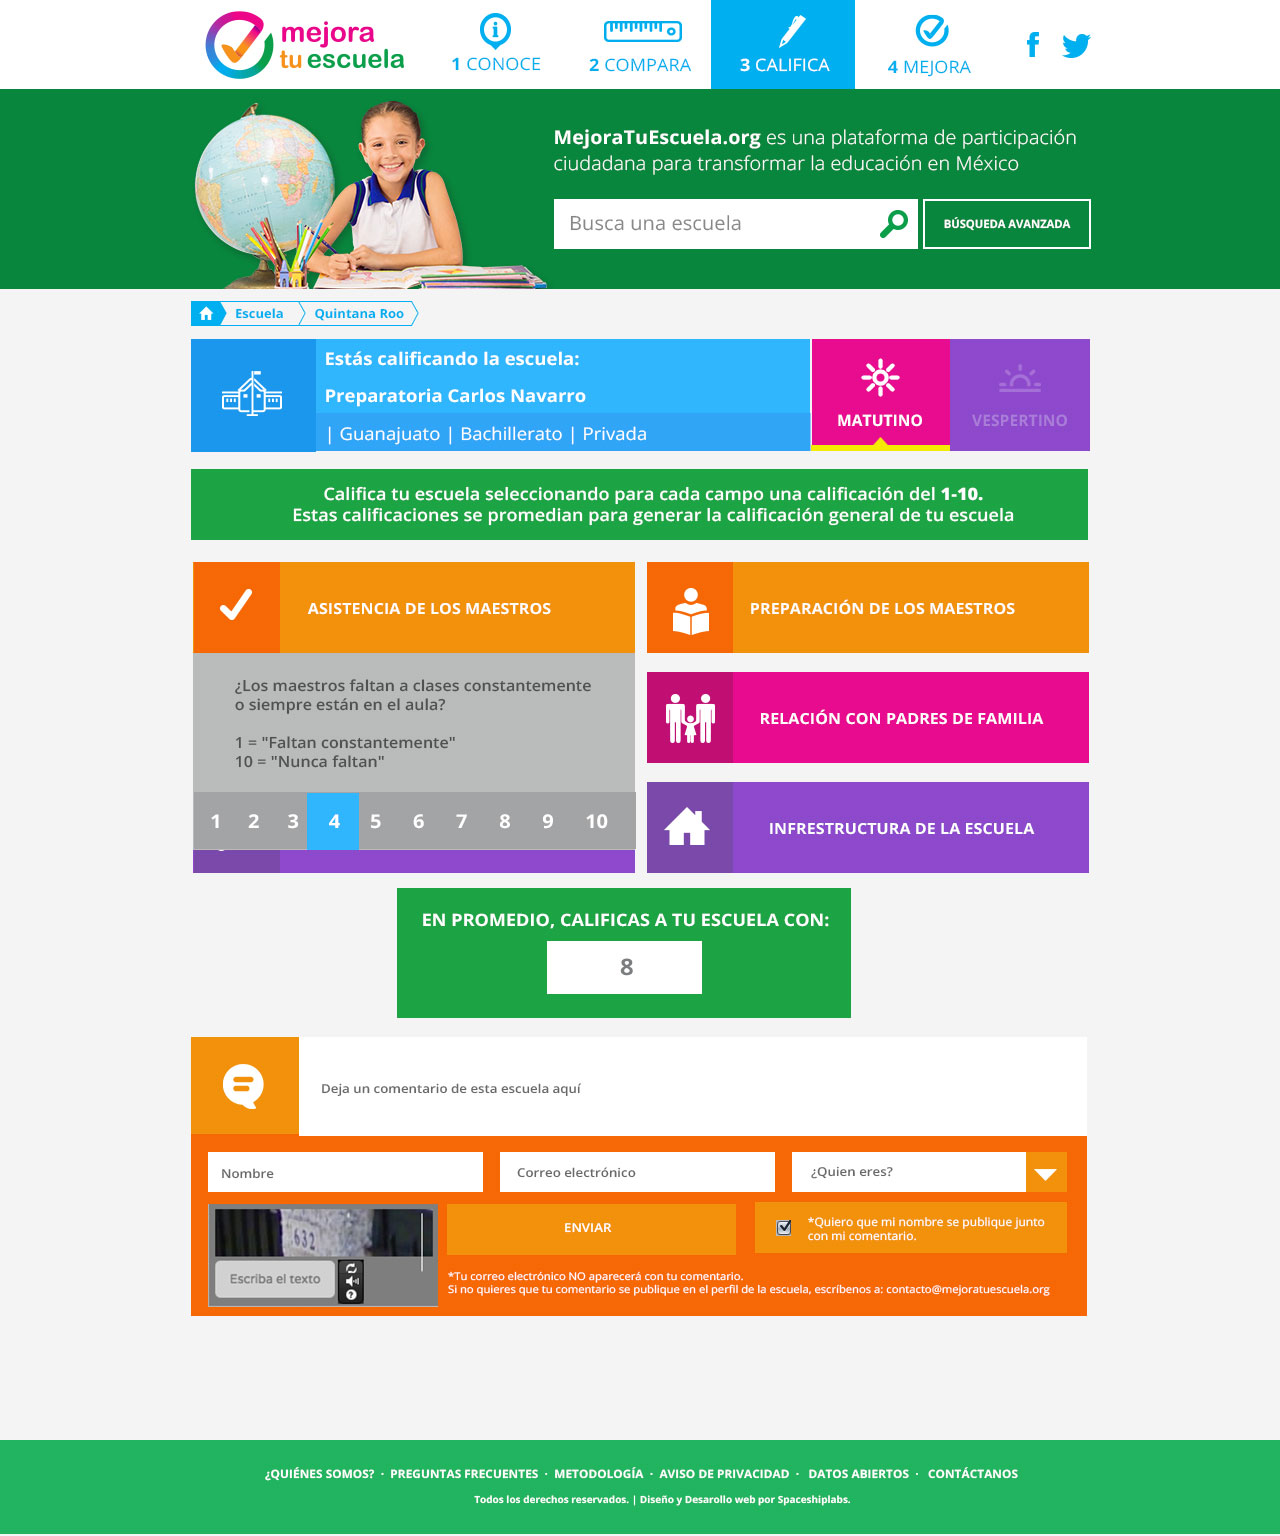 mejora
tu escuela
1 CONOCE
2 COMPARA
3 CALIFICA
4 MEJORA
MejoraTuEscuela.org es una plataforma de participación
ciudadana para transformar la educación en México
Busca una escuela
BÚSQUEDA AVANZADA
Escuela
Quintana Roo
Estás calificando la escuela:
Preparatoria Carlos Navarro
| Guanajuato | Bachillerato | Privada
MATUTINO
VESPERTINO
Califica tu escuela seleccionando para cada campo una calificación del 1-10.
Estas calificaciones se promedian para generar la calificación general de tu escuela
ASISTENCIA DE LOS MAESTROS
PREPARACIÓN DE LOS MAESTROS
¿Los maestros faltan a clases constantemente
o siempre están en el aula?
1 = "Faltan constantemente"
10 = "Nunca faltan"
1 2 3 4 5 6 7 8 9 10
RELACIÓN CON PADRES DE FAMILIA
INFRESTRUCTURA DE LA ESCUELA
EN PROMEDIO, CALIFICAS A TU ESCUELA CON:
8
Deja un comentario de esta escuela aquí
Nombre
Correo electrónico
¿Quien eres?
632
Escriba el texto
ENVIAR
*Quiero que mi nombre se publique junto
con mi comentario.
*Tu correo electrónico NO aparecerá con tu comentario.
Si no quieres que tu comentario se publique en el perfil de la escuela, escríbenos a: contacto@mejoratuescuela.org
¿QUIÉNES SOMOS? · PREGUNTAS FRECUENTES · METODOLOGÍA · AVISO DE PRIVACIDAD · DATOS ABIERTOS · CONTÁCTANOS
Todos los derechos reservados. | Diseño y Desarollo web por Spaceshiplabs.